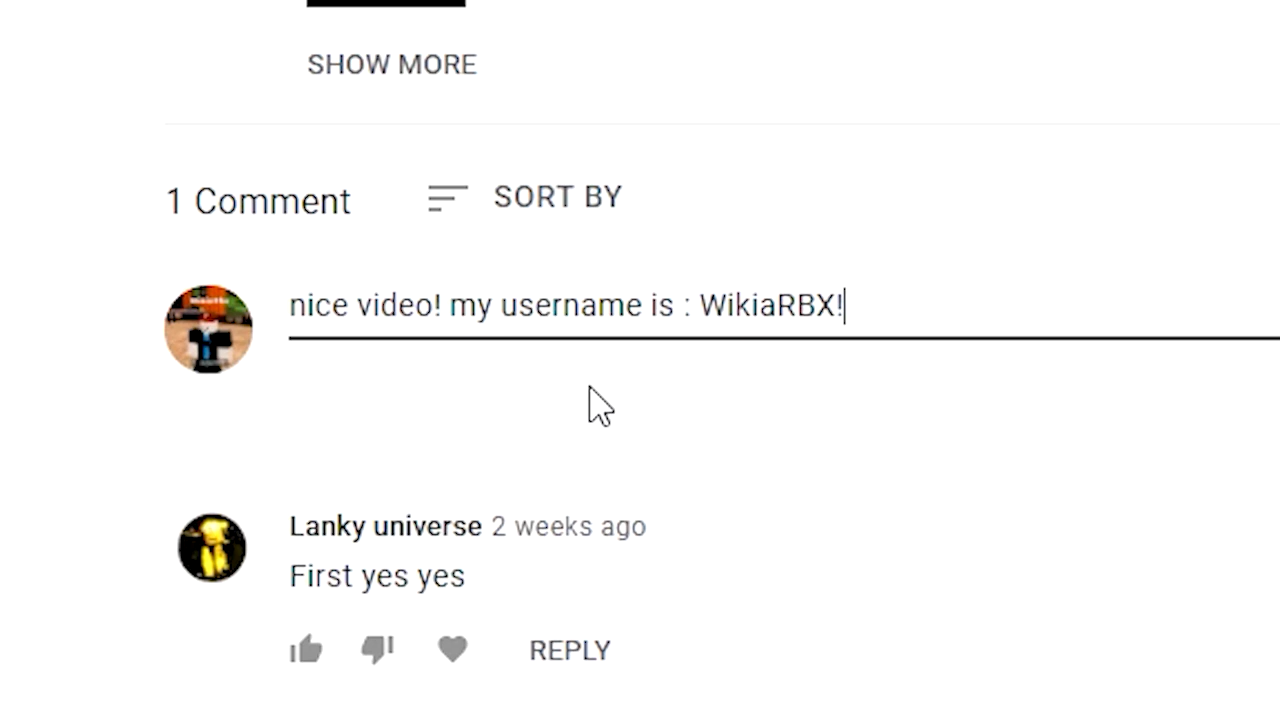 SHOW MORE
1 Comment
SORT BY
nice video! my username is : WikiaRBX!
Lanky universe 2 weeks ago
First yes yes
REPLY